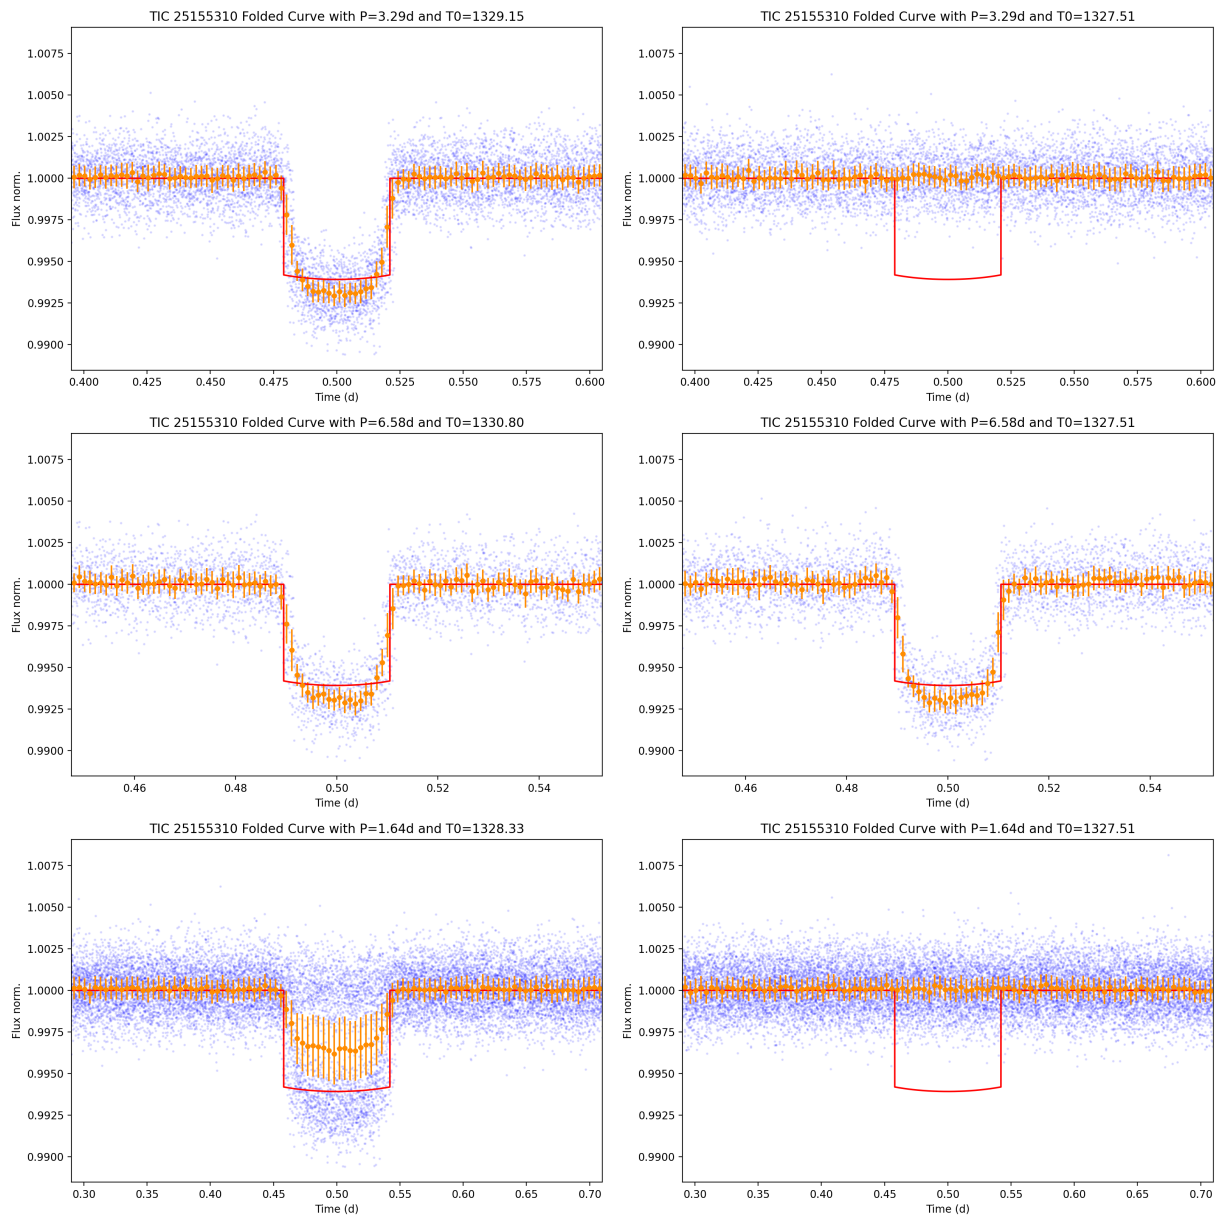 TIC 25155310 Folded Curve with P=3.29d and T0=1329.15
1.0075
1.0050
1.0025
1.0000
0.9975
0.9950
0.9925
0.9900
Flux norm.
0.400 0.425 0.450 0.475 0.500 0.525 0.550 0.575 0.600
Time (d)
TIC 25155310 Folded Curve with P=3.29d and T0=1327.51
1.0075
1.0050
1.0025
1.0000
0.9975
0.9950
0.9925
0.9900
Flux norm.
0.400 0.425 0.450 0.475 0.500 0.525 0.550 0.575 0.600
Time (d)
TIC 25155310 Folded Curve with P=6.58d and T0=1330.80
1.0075
1.0050
1.0025
1.0000
0.9975
0.9950
0.9925
0.9900
Flux norm.
0.46 0.48 0.50 0.52 0.54
Time (d)
TIC 25155310 Folded Curve with P=6.58d and T0=1327.51
1.0075
1.0050
1.0025
1.0000
0.9975
0.9950
0.9925
0.9900
Flux norm.
0.46 0.48 0.50 0.52 0.54
Time (d)
TIC 25155310 Folded Curve with P=1.64d and T0=1328.33
1.0075
1.0050
1.0025
1.0000
0.9975
0.9950
0.9925
0.9900
Flux norm.
0.30 0.35 0.40 0.45 0.50 0.55 0.60 0.65 0.70
Time (d)
TIC 25155310 Folded Curve with P=1.64d and T0=1327.51
1.0075
1.0050
1.0025
1.0000
0.9975
0.9950
0.9925
0.9900
Flux norm.
0.30 0.35 0.40 0.45 0.50 0.55 0.60 0.65 0.70
Time (d)